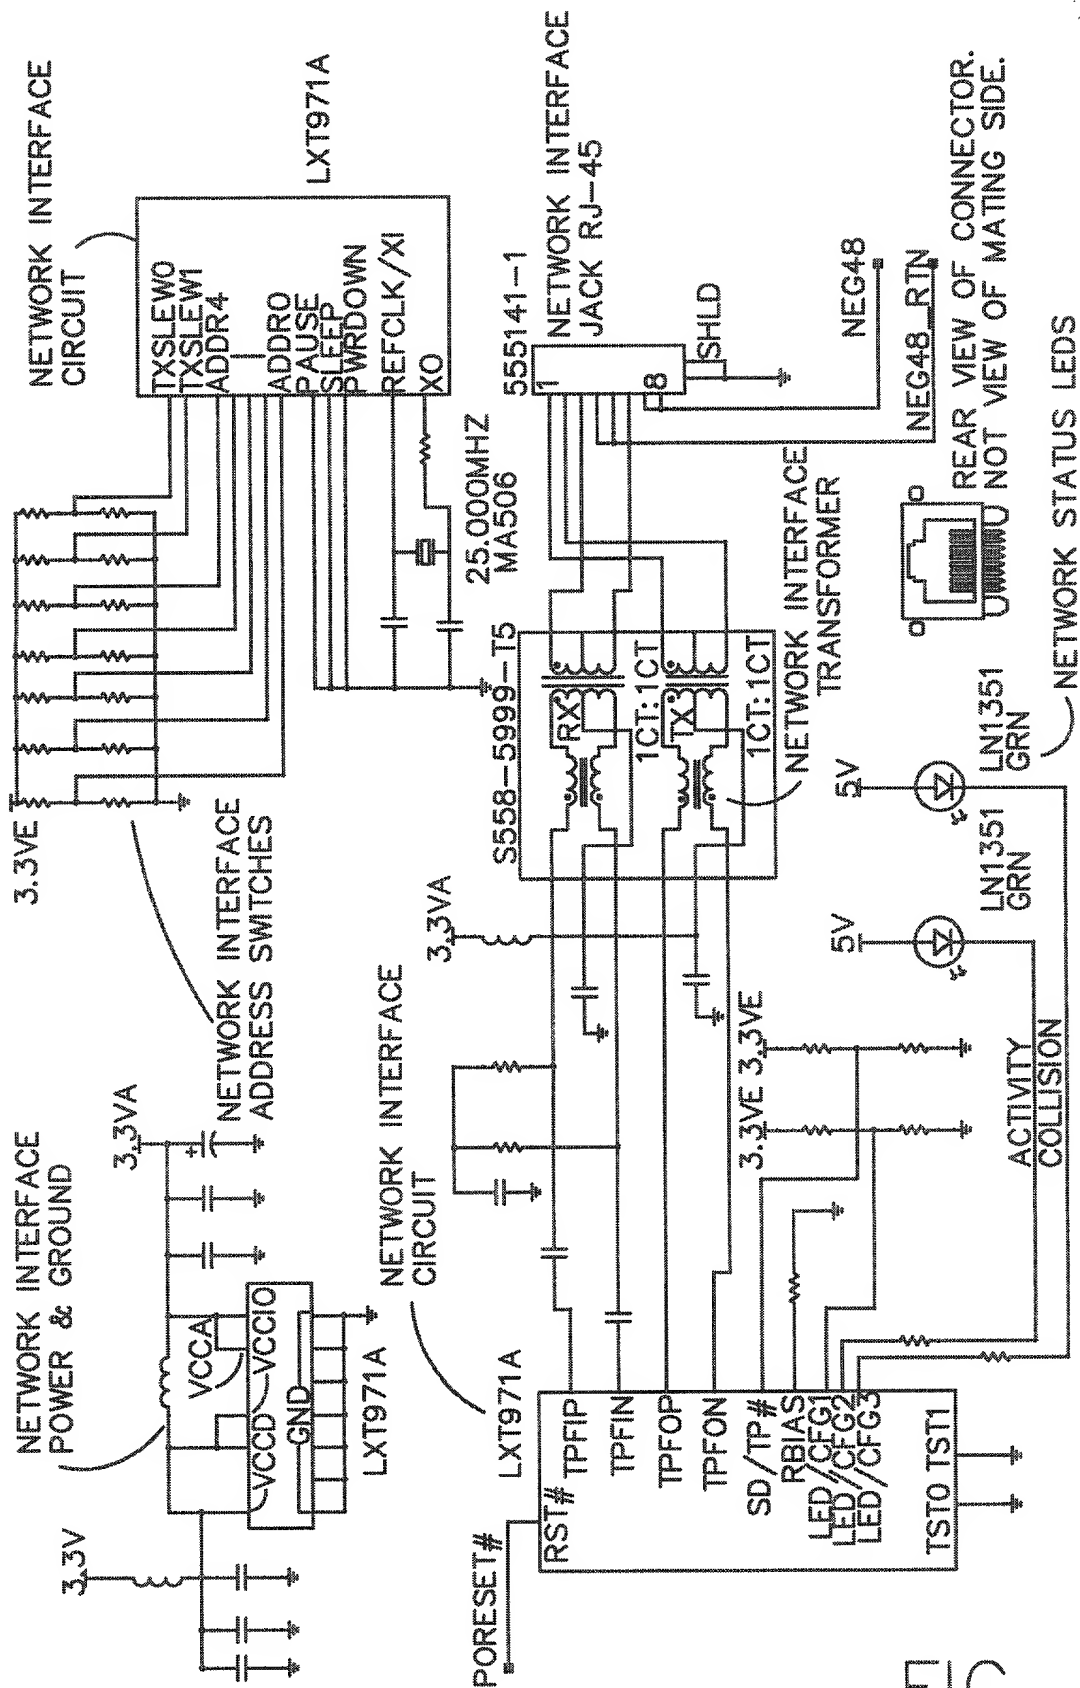 NETWORK INTERFACE
POWER & GROUND
3.3V
3.3VA
VCCA
VCCD
VCCIO
GND
LXT971A
3.3VE
NETWORK INTERFACE
ADDRESS SWITCHES
NETWORK INTERFACE
CIRCUIT
TXSLEW0
TXSLEW1
ADDR4
ADDR0
PAUSE
SLEEP
PWRDOWN
REFCLK/XI
XO
LXT971A
25.000MHZ
MA506
PORESET#
NETWORK INTERFACE
CIRCUIT
LXT971A
RST#
TPFIP
TPFIN
TPFOP
TPFON
SD/TP#
RBIAS
LED/CFG1
LED/CFG2
LED/CFG3
TST0 TST1
3.3VA
S558-5999-T5
RX
1CT:1CT
TX
1CT:1CT
NETWORK INTERFACE
TRANSFORMER
555141-1
NETWORK INTERFACE
JACK RJ-45
1
8
SHLD
NEG48
NEG48_RTN
3.3VE 3.3VE
5V
5V
LN1351
GRN
LN1351
GRN
ACTIVITY
COLLISION
REAR VIEW OF CONNECTOR.
NOT VIEW OF MATING SIDE.
NETWORK STATUS LEDS